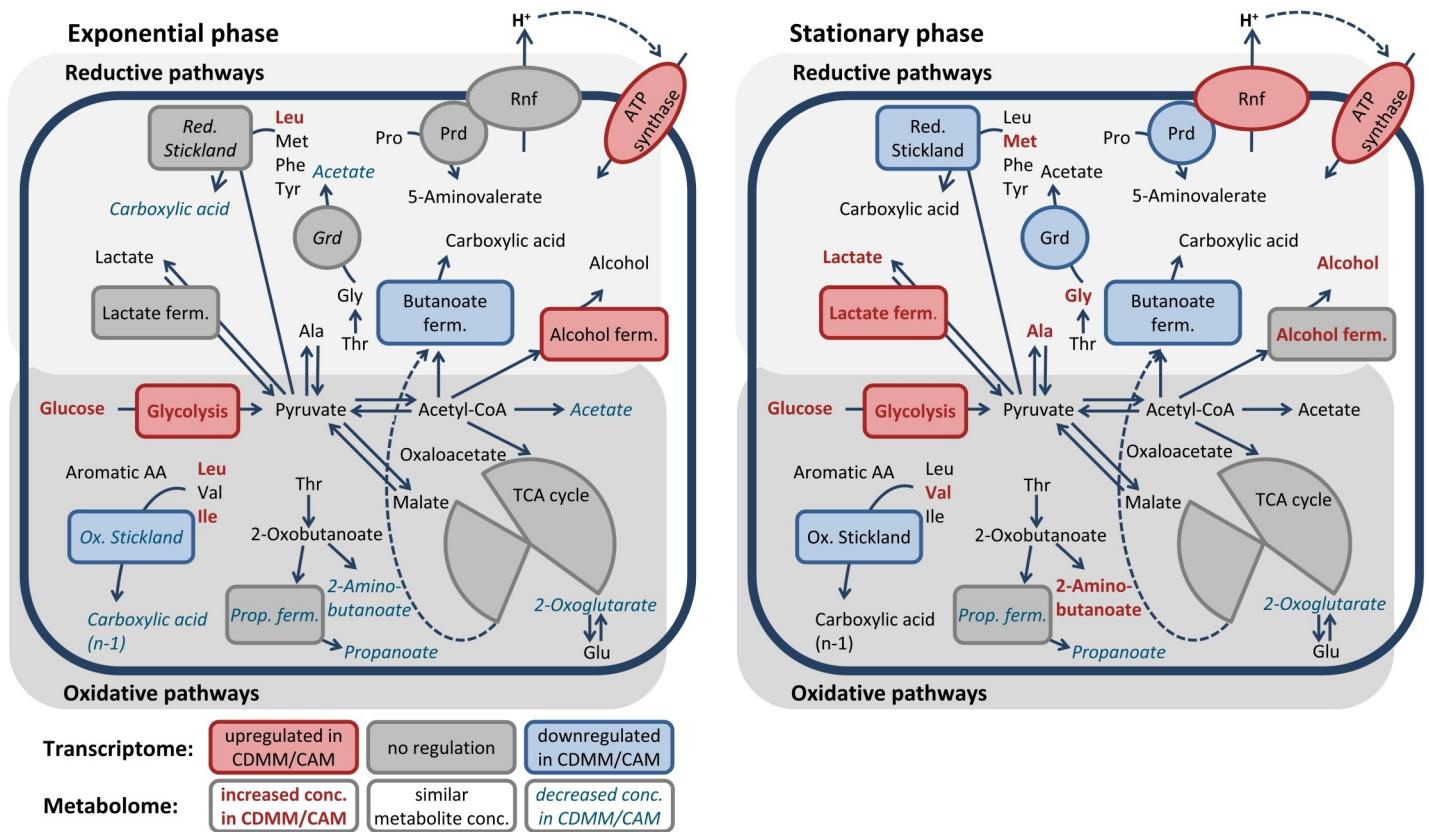 Exponential phase
Reductive pathways
H⁺
Rnf
ATP
synthase
Red.
Stickland
Leu
Met
Phe
Tyr
Pro
Prd
5-Aminovalerate
Carboxylic acid
Acetate
Grd
Gly
Thr
Lactate
Lactate ferm.
Ala
Carboxylic acid
Butanoate
ferm.
Alcohol
Alcohol ferm.
Glucose
Glycolysis
Pyruvate
Acetyl-CoA
Acetate
Oxaloacetate
Malate
TCA cycle
Aromatic AA
Leu
Val
Ile
Ox. Stickland
Carboxylic acid
(n-1)
Thr
2-Oxobutanoate
2-Amino-
butanoate
Prop. ferm.
Propanoate
2-Oxoglutarate
Glu
Oxidative pathways
Stationary phase
Reductive pathways
H⁺
Rnf
ATP
synthase
Red.
Stickland
Leu
Met
Phe
Tyr
Pro
Prd
5-Aminovalerate
Carboxylic acid
Acetate
Grd
Gly
Thr
Lactate
Lactate ferm.
Ala
Carboxylic acid
Butanoate
ferm.
Alcohol
Alcohol ferm.
Glucose
Glycolysis
Pyruvate
Acetyl-CoA
Acetate
Oxaloacetate
Malate
TCA cycle
Aromatic AA
Leu
Val
Ile
Ox. Stickland
Carboxylic acid
(n-1)
Thr
2-Oxobutanoate
2-Amino-
butanoate
Prop. ferm.
Propanoate
2-Oxoglutarate
Glu
Oxidative pathways
Transcriptome:
upregulated in
CDMM/CAM
no regulation
downregulated
in CDMM/CAM
Metabolome:
increased conc.
in CDMM/CAM
similar
metabolite conc.
decreased conc.
in CDMM/CAM